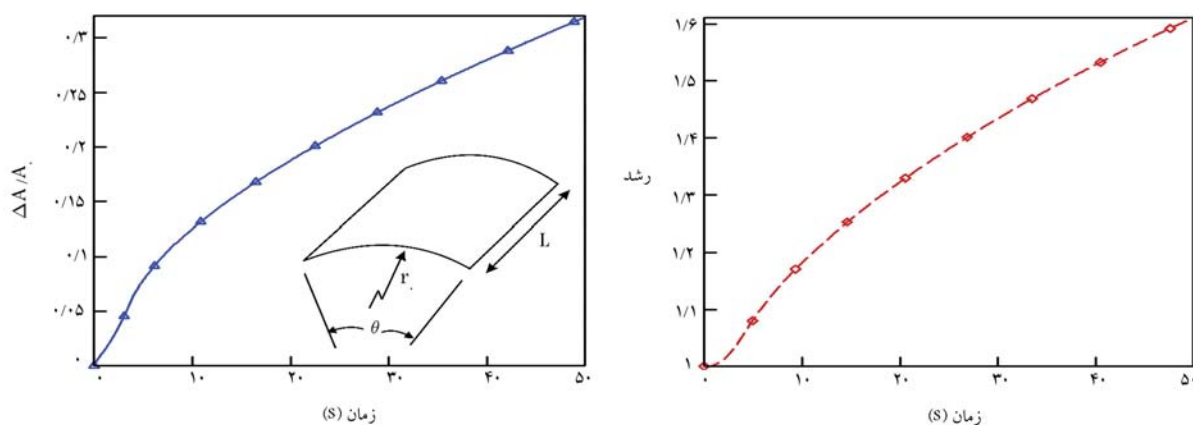 ΔA/A.
۰/۳
۰/۲۵
۰/۲
۰/۱۵
۰/۱
۰/۰۵
۰
۰ ۱۰ ۲۰ ۳۰ ۴۰ ۵۰
زمان (s)
L
r.
θ
رشد
۱/۶
۱/۵
۱/۴
۱/۳
۱/۲
۱/۱
۱
۰ ۱۰ ۲۰ ۳۰ ۴۰ ۵۰
زمان (s)